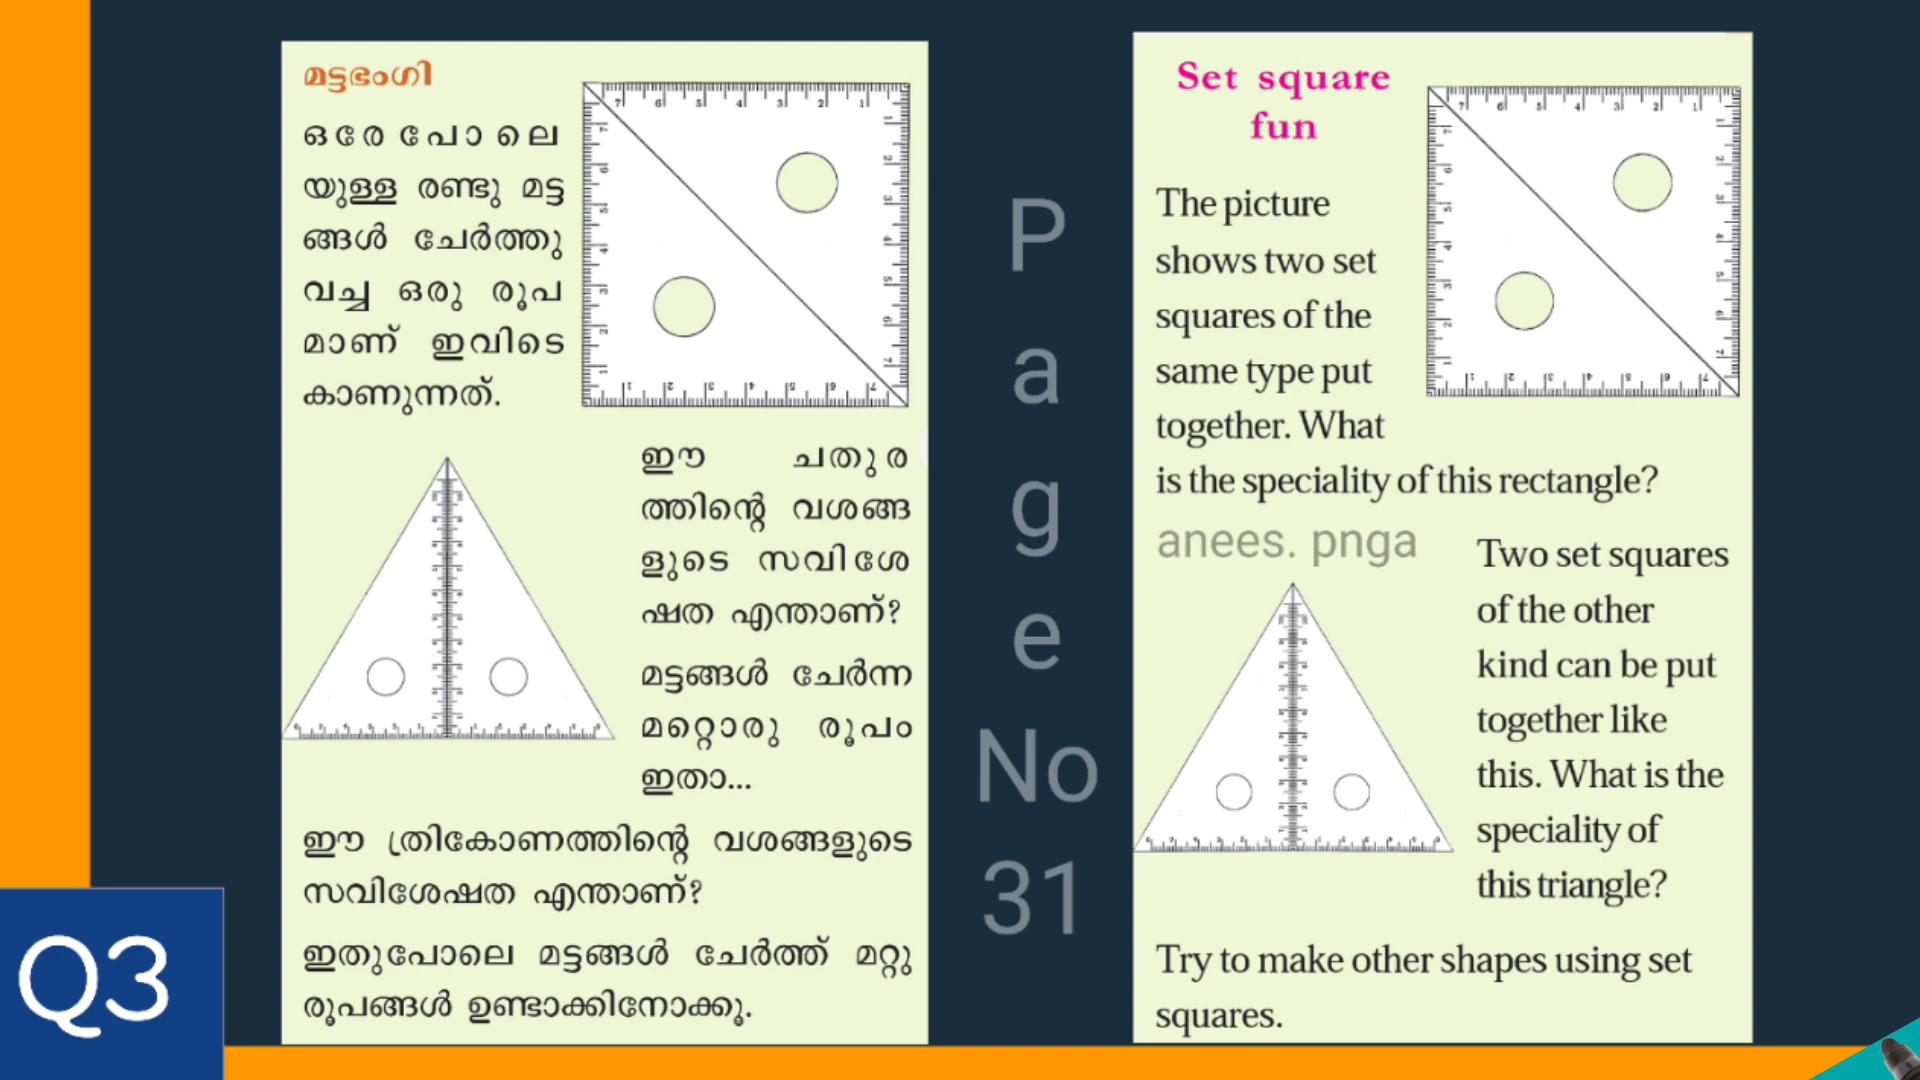 മട്ടഭംഗി
ഒരേ പോലെ
യുള്ള രണ്ടു മട്ട
ങ്ങൾ ചേർത്തു
വച്ച ഒരു രൂപ
മാണ് ഇവിടെ
കാണുന്നത്.
ഈ ചതുര
ത്തിന്റെ വശങ്ങ
ളുടെ സവിശേ
ഷത എന്താണ്?
മട്ടങ്ങൾ ചേർന്ന
മറ്റൊരു രൂപം
ഇതാ...
ഈ ത്രികോണത്തിന്റെ വശങ്ങളുടെ
സവിശേഷത എന്താണ്?
ഇതുപോലെ മട്ടങ്ങൾ ചേർത്ത് മറ്റു
രൂപങ്ങൾ ഉണ്ടാക്കിനോക്കൂ.
P
a
g
e
No
31
Set square
fun
The picture
shows two set
squares of the
same type put
together. What
is the speciality of this rectangle?
anees. pnga
Two set squares
of the other
kind can be put
together like
this. What is the
speciality of
this triangle?
Try to make other shapes using set
squares.
Q3